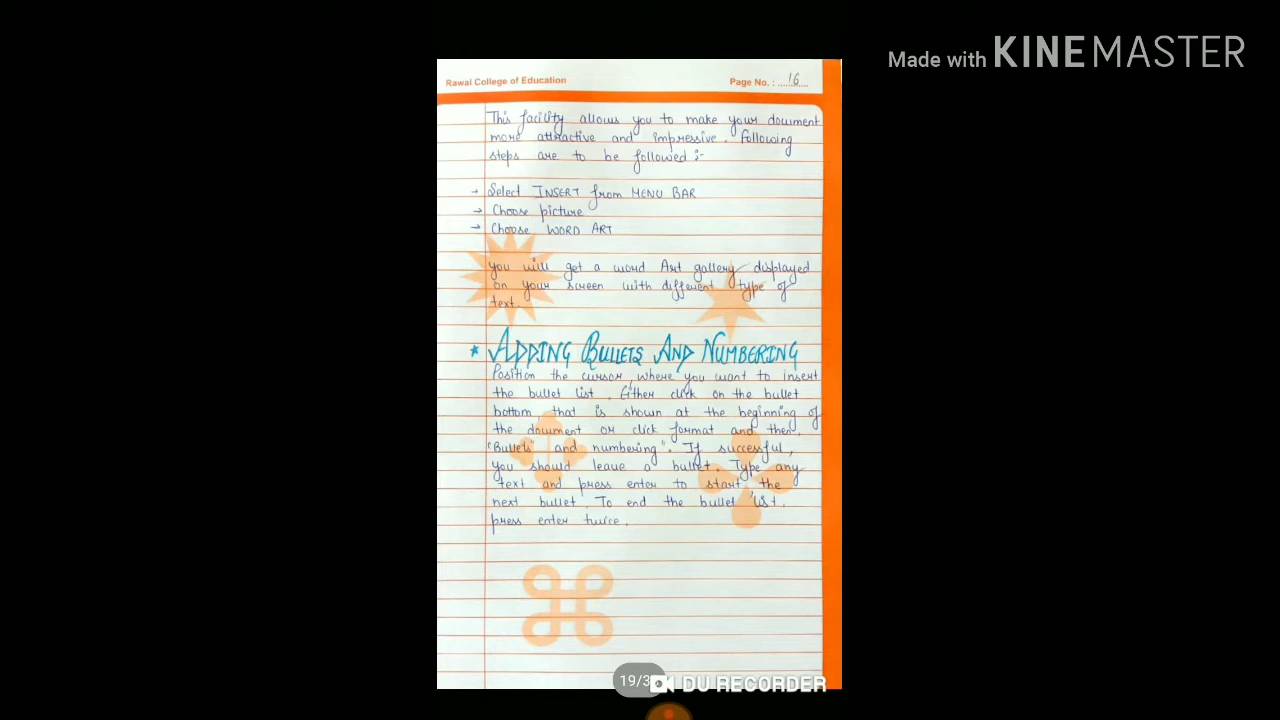 Made with KINEMASTER
Rawal College of Education
Page No. : 16
This facility allows you to make your document
more attractive and impressive. Following
steps are to be followed :-
→ Select INSERT from MENU BAR
→ Choose picture
→ Choose WORD ART
you will get a word Art gallery displayed
on your screen with different type of
text.
* ADDING BULLETS AND NUMBERING
Position the cursor, where you want to insert
the bullet list. Either click on the bullet
bottom, that is shown at the beginning of
the document or click format and then,
"Bullets" and numbering". If successful,
you should leave a bullet. Type any
text and press enter to start the
next bullet. To end the bullet list,
press enter twice.
19/3
DU RECORDER